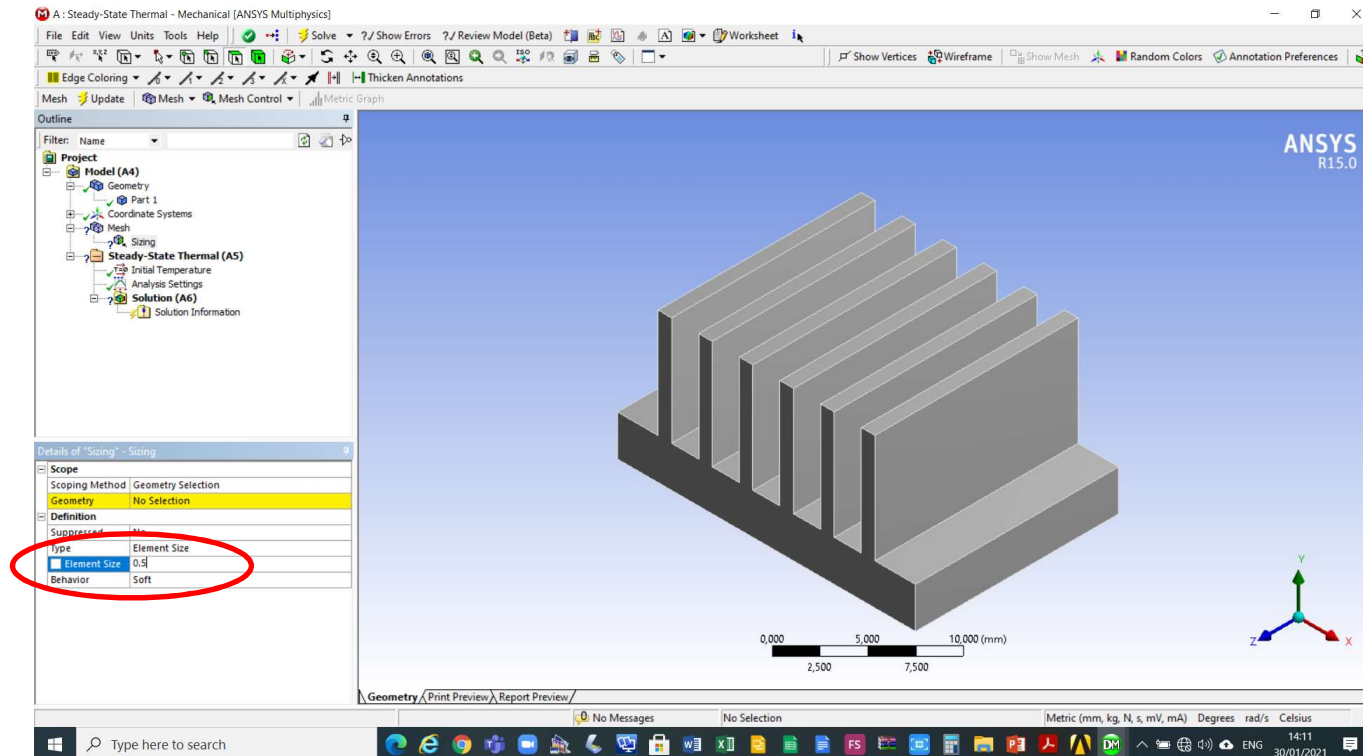 A : Steady-State Thermal - Mechanical [ANSYS Multiphysics]
File Edit View Units Tools Help Solve ?/ Show Errors ?/ Review Model (Beta) A Worksheet
Show Vertices Wireframe Show Mesh Random Colors Annotation Preferences
Edge Coloring Thicken Annotations
Mesh Update Mesh Mesh Control Metric Graph
Outline
Filter: Name
Project
Model (A4)
Geometry
Part 1
Coordinate Systems
Mesh
Sizing
Steady-State Thermal (A5)
Initial Temperature
Analysis Settings
Solution (A6)
Solution Information
ANSYS
R15.0
Details of "Sizing" - Sizing
Scope
Scoping Method Geometry Selection
Geometry No Selection
Definition
Suppressed No
Type Element Size
Element Size 0.5
Behavior Soft
0,000 5,000 10,000 (mm)
2,500 7,500
Y
Z X
Geometry Print Preview Report Preview
0 No Messages No Selection Metric (mm, kg, N, s, mV, mA) Degrees rad/s Celsius
Type here to search
FS
DM
ENG
14:11
30/01/2021